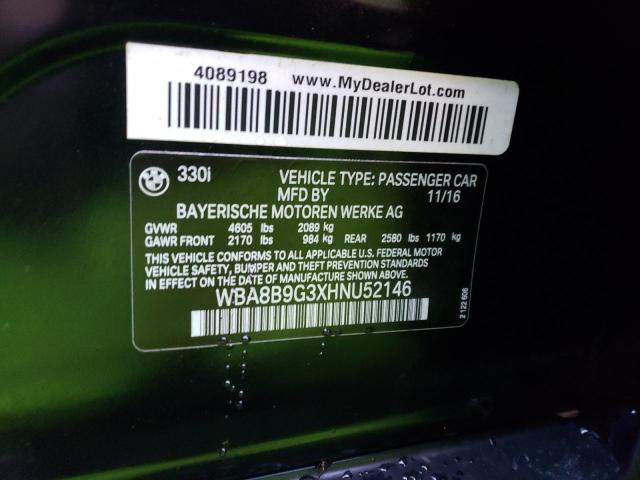 4089198 www.MyDealerLot.com
330i VEHICLE TYPE: PASSENGER CAR
MFD BY 11/16
BAYERISCHE MOTOREN WERKE AG
GVWR 4605 lbs 2089 kg
GAWR FRONT 2170 lbs 984 kg REAR 2580 lbs 1170 kg
THIS VEHICLE CONFORMS TO ALL APPLICABLE U.S. FEDERAL MOTOR
VEHICLE SAFETY, BUMPER AND THEFT PREVENTION STANDARDS IN
EFFECT ON THE DATE OF MANUFACTURE SHOWN ABOVE.
WBA8B9G3XHNU52146
2 122 606